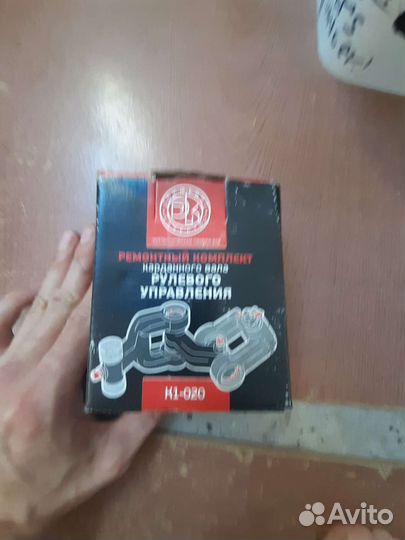 РЕМОНТНЫЙ КОМПЛЕКТ
карданного вала
РУЛЕВОГО
УПРАВЛЕНИЯ
К1-020
Avito